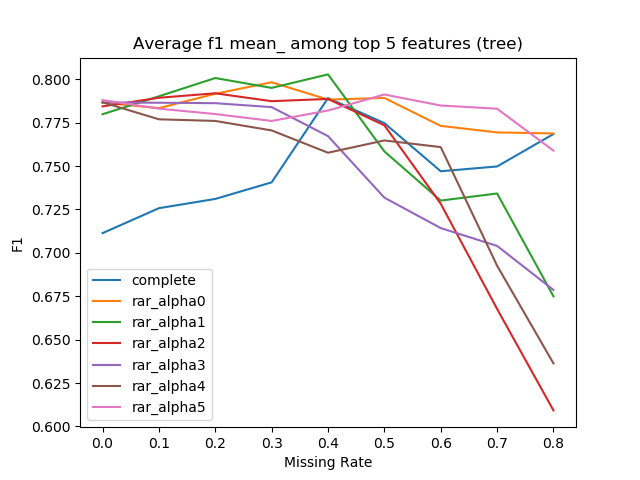 Average f1 mean_ among top 5 features (tree)
F1
0.800
0.775
0.750
0.725
0.700
0.675
0.650
0.625
0.600
complete
rar_alpha0
rar_alpha1
rar_alpha2
rar_alpha3
rar_alpha4
rar_alpha5
0.0 0.1 0.2 0.3 0.4 0.5 0.6 0.7 0.8
Missing Rate